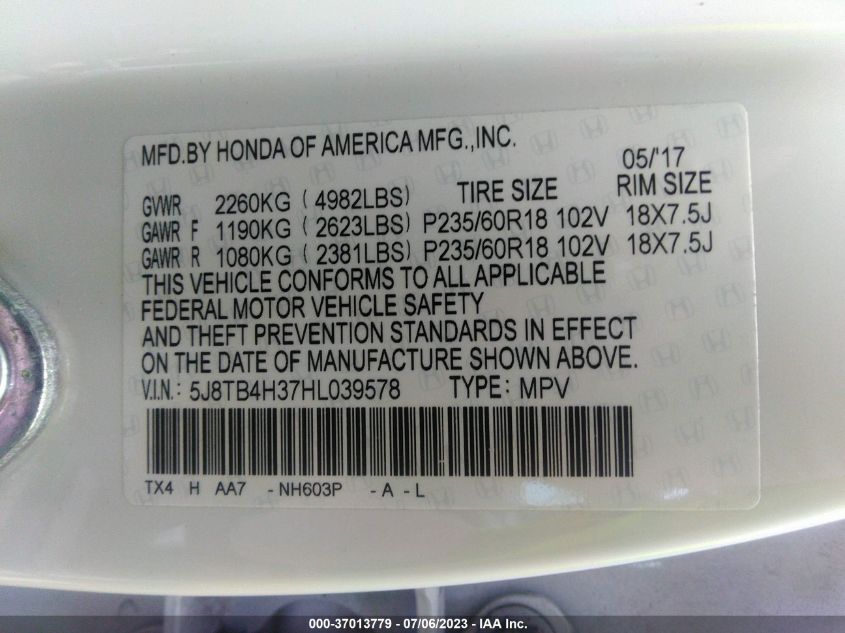 MFD.BY HONDA OF AMERICA MFG.,INC.
05/'17
GVWR 2260KG ( 4982LBS) TIRE SIZE RIM SIZE
GAWR F 1190KG ( 2623LBS) P235/60R18 102V 18X7.5J
GAWR R 1080KG ( 2381LBS) P235/60R18 102V 18X7.5J
THIS VEHICLE CONFORMS TO ALL APPLICABLE
FEDERAL MOTOR VEHICLE SAFETY
AND THEFT PREVENTION STANDARDS IN EFFECT
ON THE DATE OF MANUFACTURE SHOWN ABOVE.
V.I.N.: 5J8TB4H37HL039578 TYPE: MPV
TX4 H AA7 - NH603P - A - L
000-37013779 - 07/06/2023 - IAA Inc.